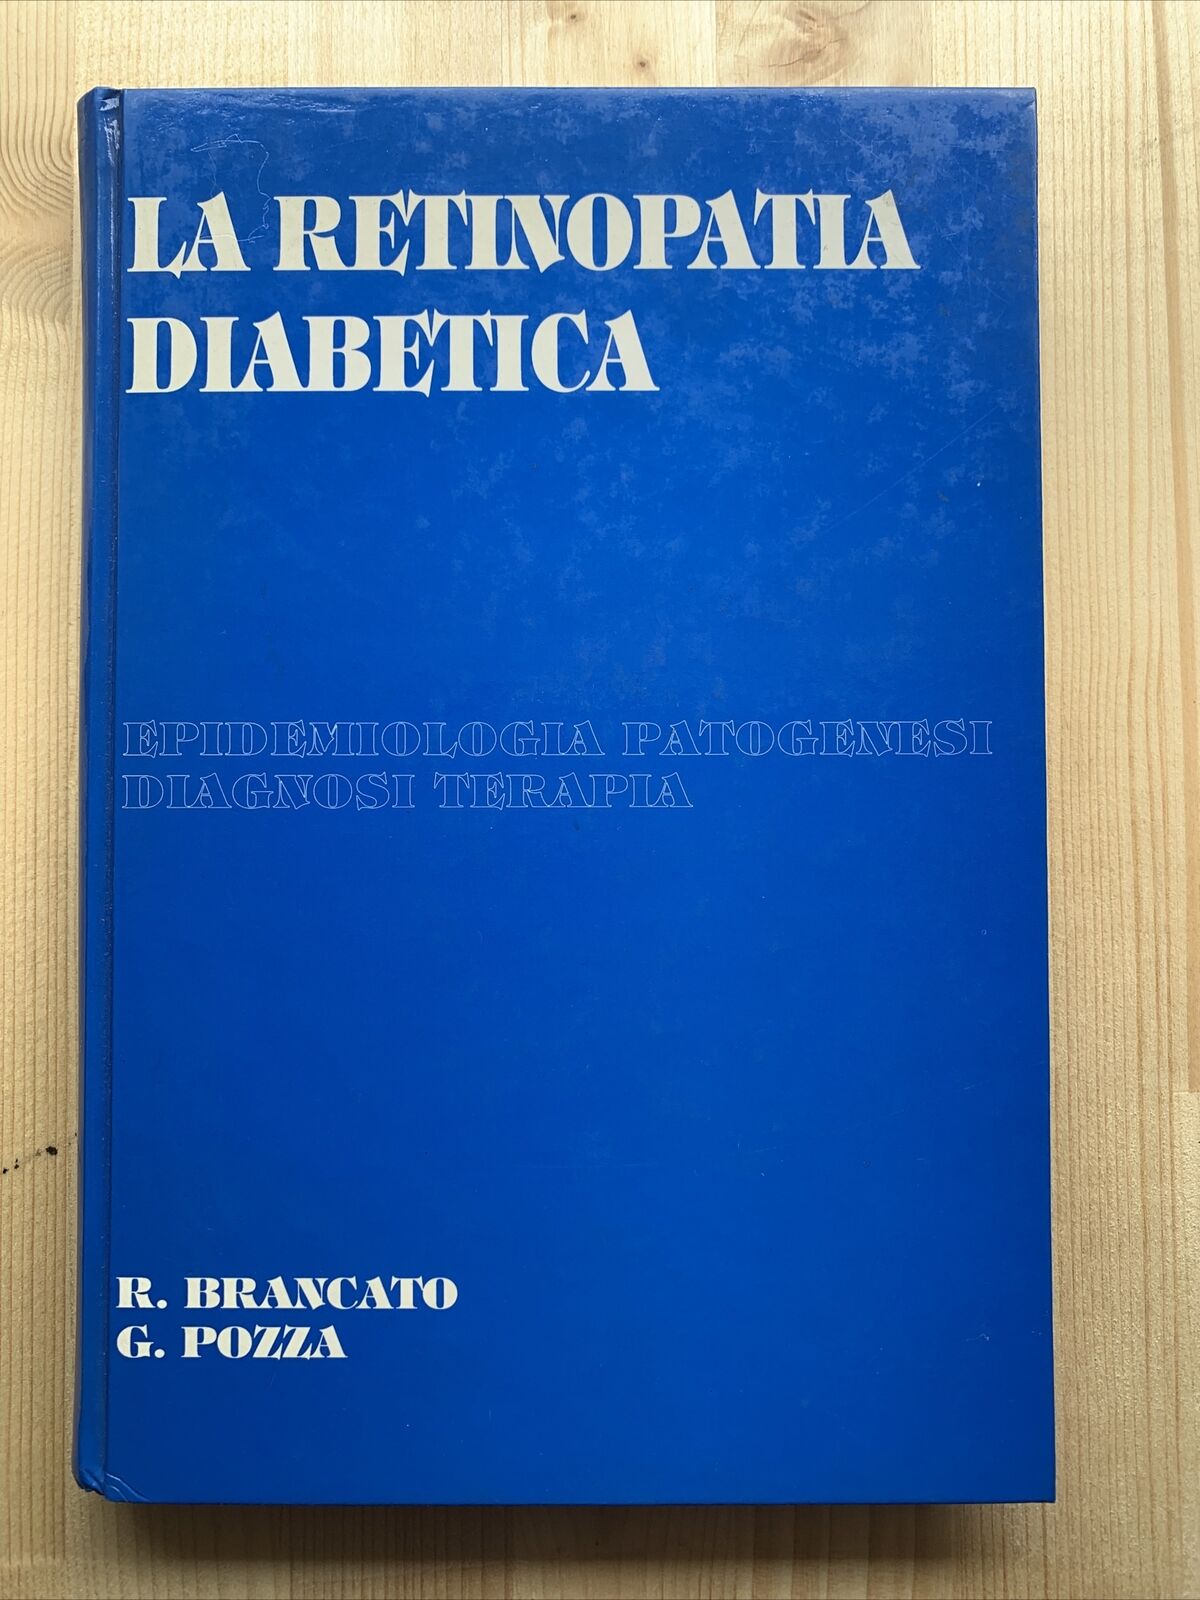 LA RETINOPATIA
DIABETICA
EPIDEMIOLOGIA PATOGENESI
DIAGNOSI TERAPIA
R. BRANCATO
G. POZZA